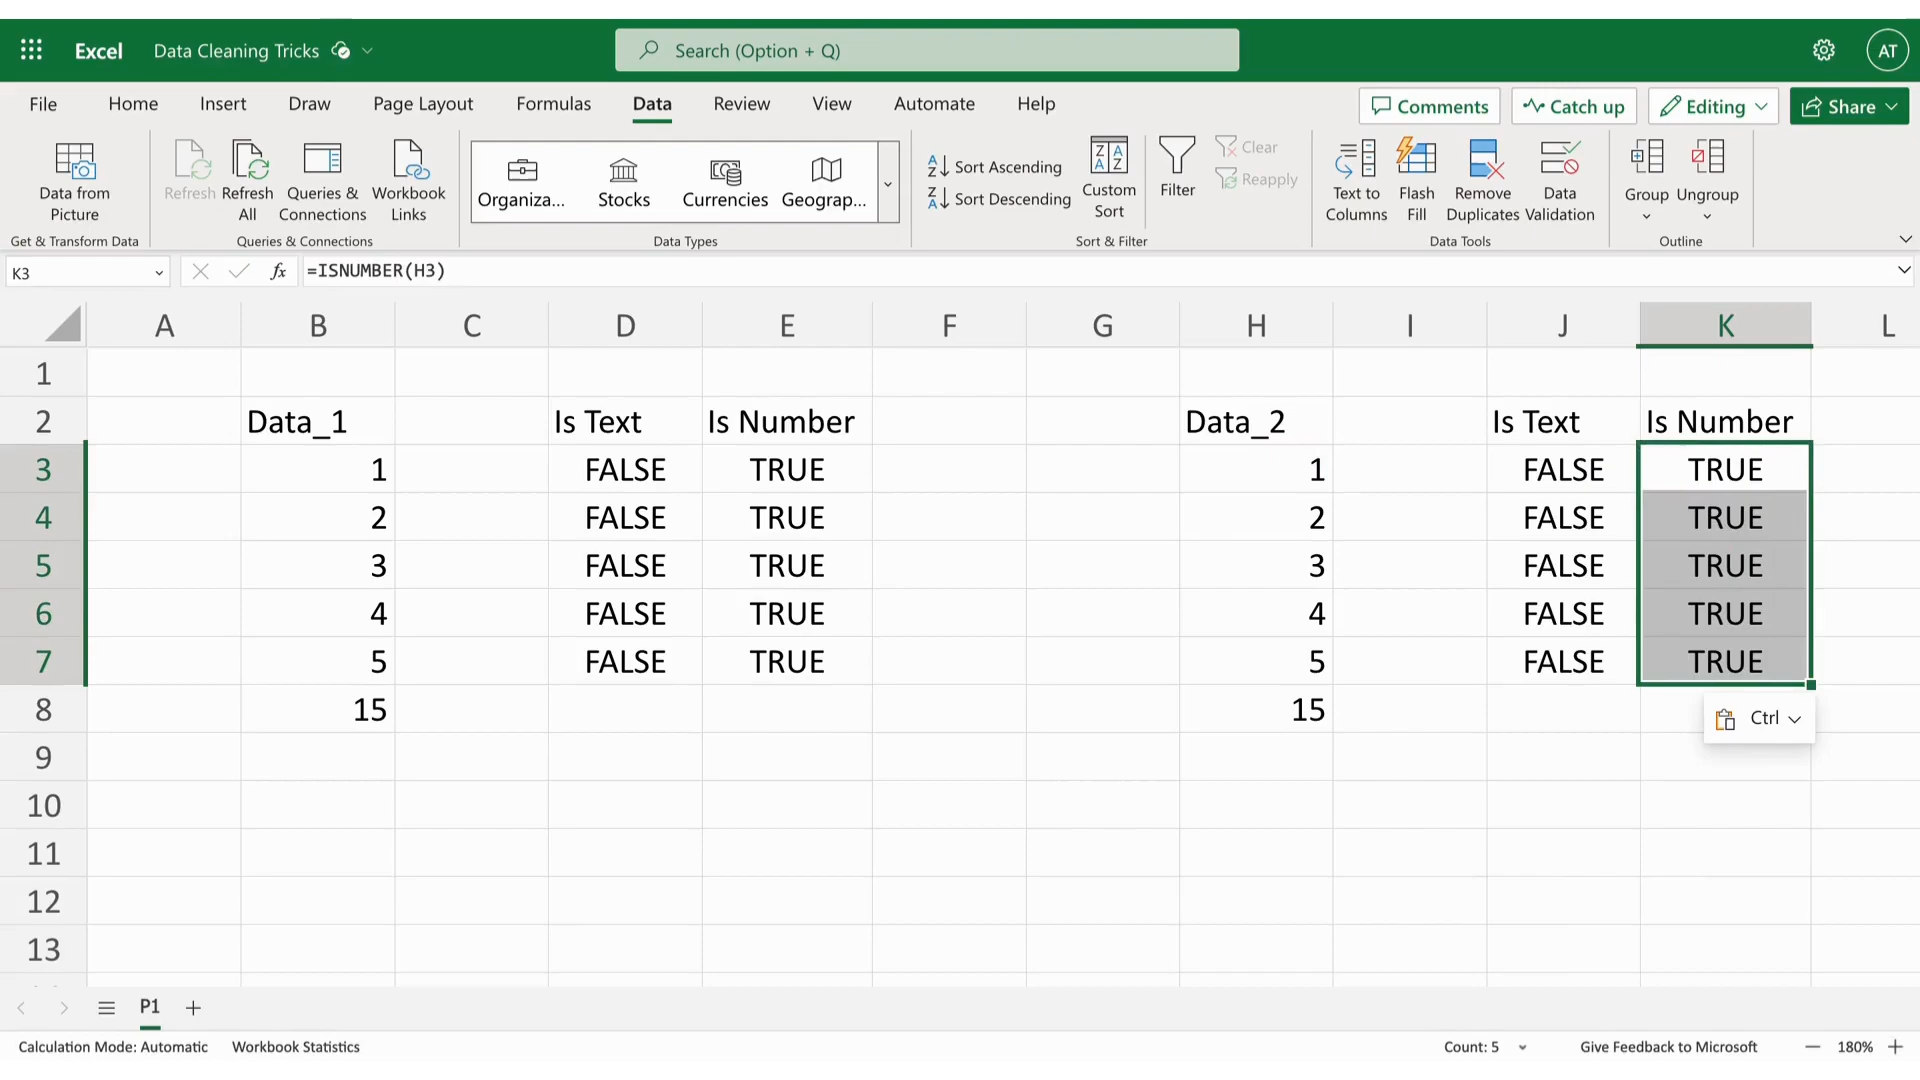 Excel Data Cleaning Tricks Search (Option + Q) AT
File Home Insert Draw Page Layout Formulas Data Review View Automate Help Comments Catch up Editing Share
Data from Picture
Refresh
Refresh All
Queries & Connections
Workbook Links
Organiza... Stocks Currencies Geograp...
Sort Ascending
Sort Descending
Custom Sort
Filter
Clear
Reapply
Text to Columns
Flash Fill
Remove Duplicates
Data Validation
Group
Ungroup
Get & Transform Data Queries & Connections Data Types Sort & Filter Data Tools Outline
K3 fx =ISNUMBER(H3)
A B C D E F G H I J K L
1
2 Data_1 Is Text Is Number Data_2 Is Text Is Number
3 1 FALSE TRUE 1 FALSE TRUE
4 2 FALSE TRUE 2 FALSE TRUE
5 3 FALSE TRUE 3 FALSE TRUE
6 4 FALSE TRUE 4 FALSE TRUE
7 5 FALSE TRUE 5 FALSE TRUE
8 15 15 Ctrl
9
10
11
12
13
P1
Calculation Mode: Automatic Workbook Statistics Count: 5 Give Feedback to Microsoft 180%